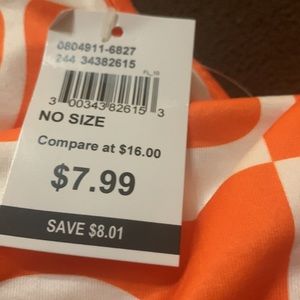 0804911-6827
244 34382615
FL_10
3 00343 82615 3
NO SIZE
Compare at $16.00
$7.99
SAVE $8.01